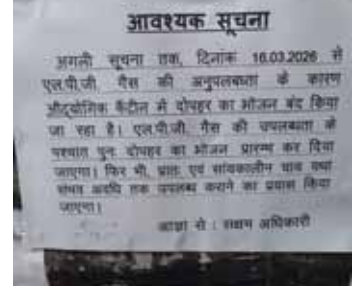 आवश्यक सूचना
अगली सूचना तक, दिनांक 16.03.2026 से
एल.पी.जी. गैस की अनुपलब्धता के कारण
औद्योगिक कैंटीन में दोपहर का भोजन बंद किया
जा रहा है। एल.पी.जी. गैस की उपलब्धता के
पश्चात पुनः दोपहर का भोजन प्रारम्भ कर दिया
जाएगा। फिर भी, प्रातः एवं सांयकालीन चाय यथा
संभव अवधि तक उपलब्ध कराने का प्रयास किया
जाएगा।
आज्ञा से : सक्षम अधिकारी